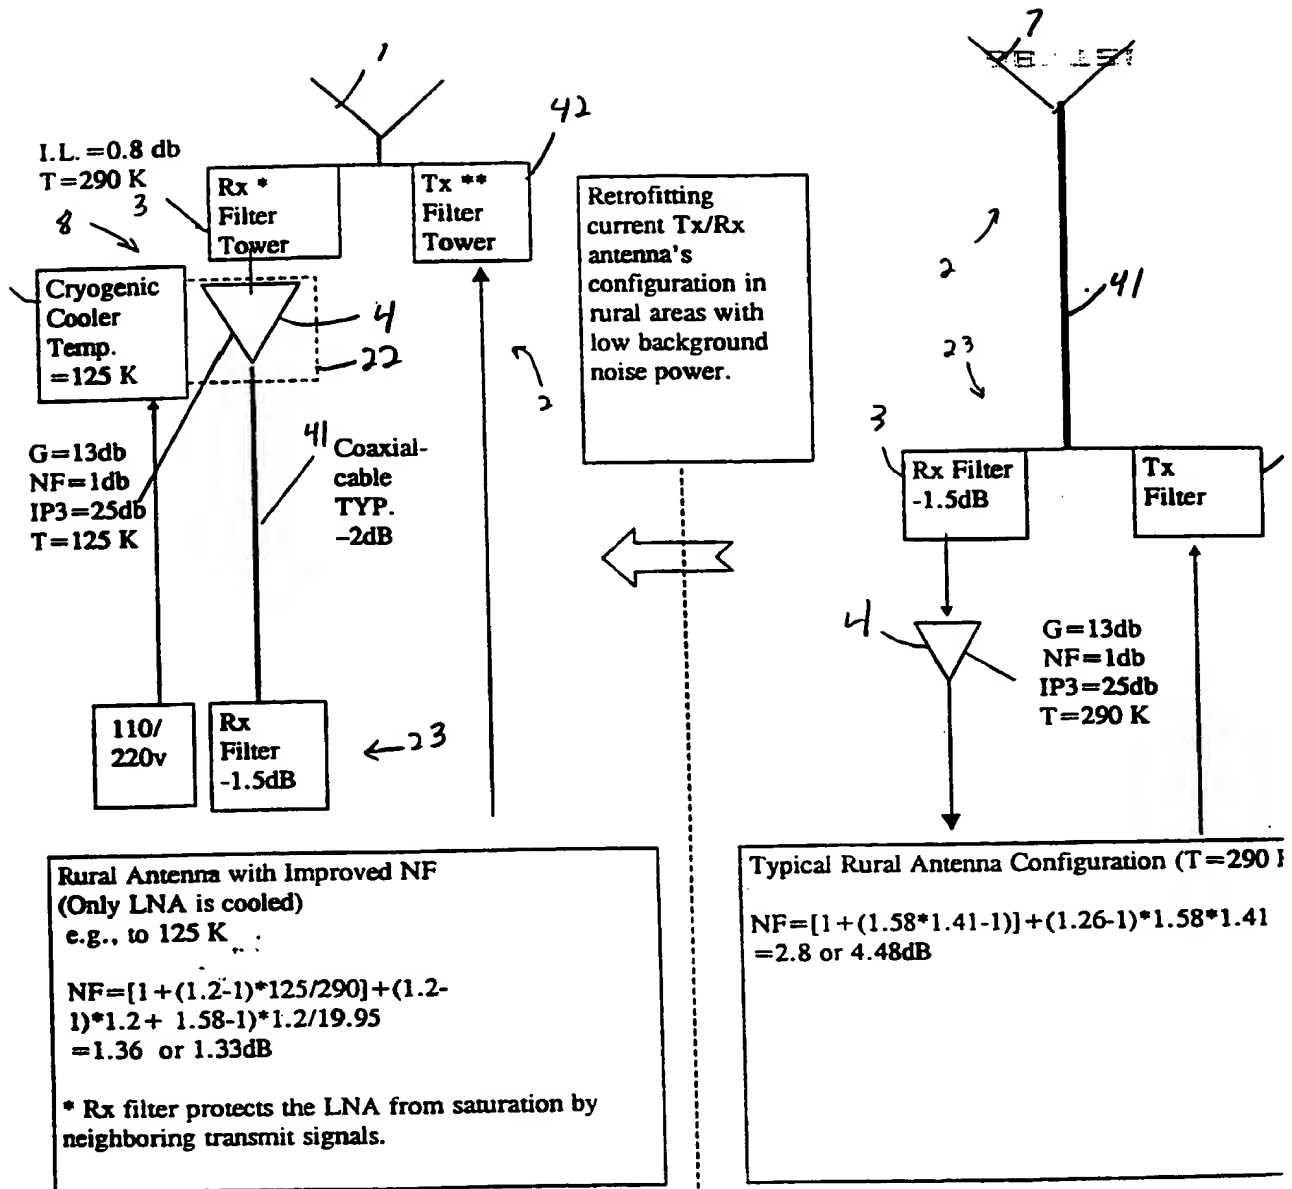 1
7
42
I.L.=0.8 db
T=290 K
3
8
Rx *
Filter
Tower
Tx **
Filter
Tower
Retrofitting
current Tx/Rx
antenna's
configuration in
rural areas with
low background
noise power.
2
41
23
Cryogenic
Cooler
Temp.
=125 K
4
22
2
G=13db
NF=1db
IP3=25db
T=125 K
41
Coaxial-
cable
TYP.
-2dB
3
Rx Filter
-1.5dB
Tx
Filter
4
G=13db
NF=1db
IP3=25db
T=290 K
110/
220v
Rx
Filter
-1.5dB
23
Rural Antenna with Improved NF
(Only LNA is cooled)
e.g., to 125 K
NF=[1+(1.2-1)*125/290]+(1.2-
1)*1.2+ 1.58-1)*1.2/19.95
=1.36 or 1.33dB
* Rx filter protects the LNA from saturation by
neighboring transmit signals.
Typical Rural Antenna Configuration (T=290
NF=[1+(1.58*1.41-1)]+(1.26-1)*1.58*1.41
=2.8 or 4.48dB